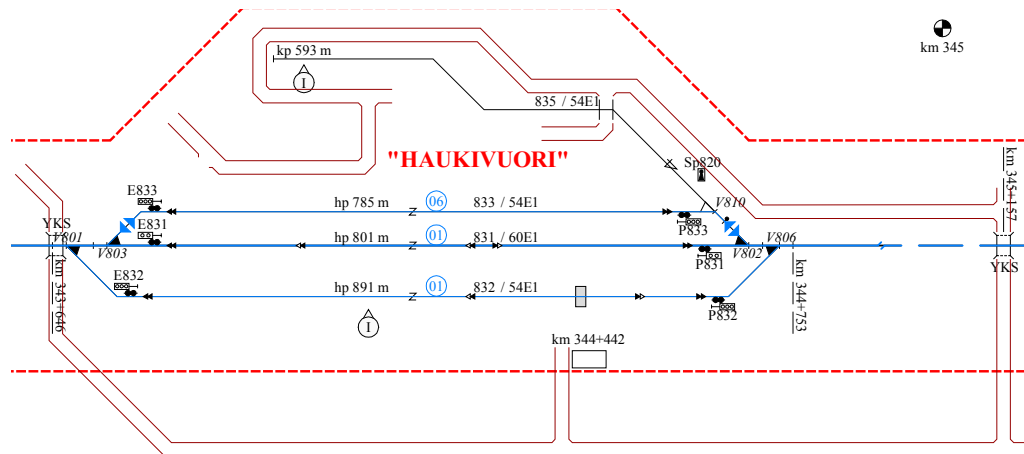 kp 593 m
km 345
I
835 / 54E1
"HAUKIVUORI"
Sp820
km 345+157
E833
hp 785 m
06
833 / 54E1
V810
P833
YKS
V801
E831
V803
hp 801 m
01
831 / 60E1
P831
V802
V806
YKS
km 343+646
E832
hp 891 m
01
832 / 54E1
P832
km 344+753
I
km 344+442